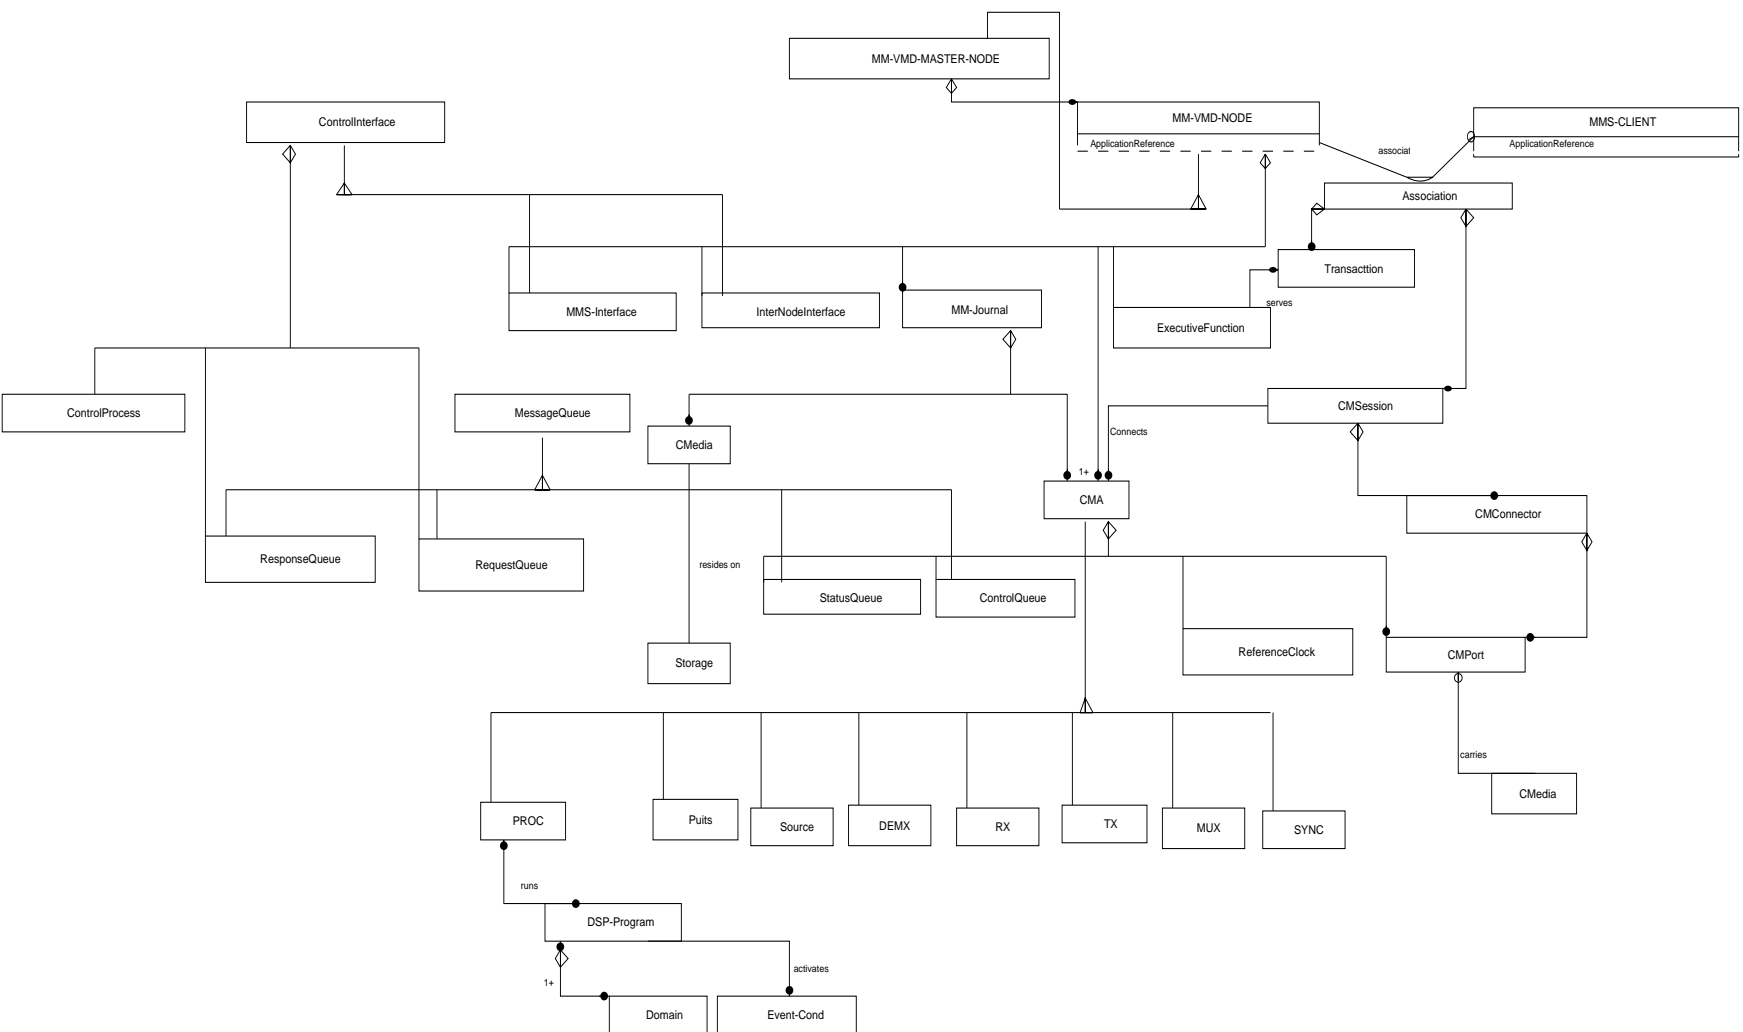 MM-VMD-MASTER-NODE
ControlInterface
MM-VMD-NODE
MMS-CLIENT
ApplicationReference
ApplicationReference
associat
Association
Transacttion
serves
MMS-Interface
InterNodeInterface
MM-Journal
ExecutiveFunction
ControlProcess
MessageQueue
CMedia
CMSession
Connects
1+
CMA
CMConnector
ResponseQueue
RequestQueue
resides on
StatusQueue
ControlQueue
ReferenceClock
CMPort
Storage
carries
CMedia
PROC
Puits
Source
DEMX
RX
TX
MUX
SYNC
runs
DSP-Program
activates
1+
Domain
Event-Cond